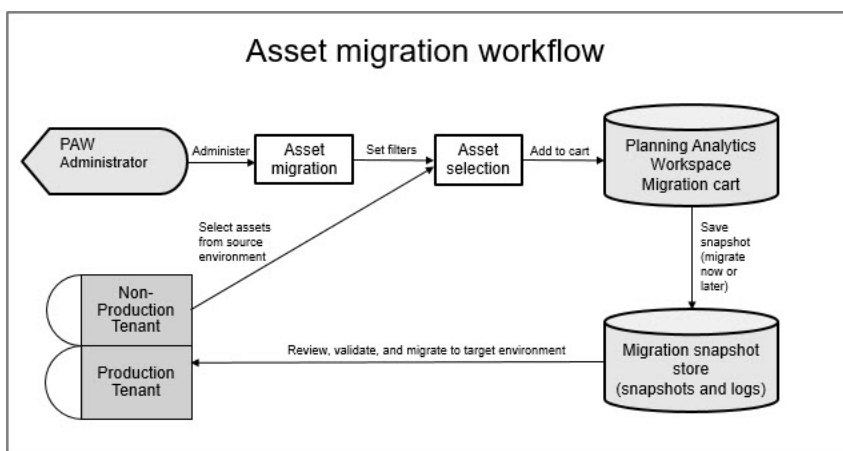 Asset migration workflow
PAW
Administrator
Administer
Asset
migration
Set filters
Asset
selection
Add to cart
Planning Analytics
Workspace
Migration cart
Select assets
from source
environment
Save
snapshot
(migrate
now or
later)
Non-
Production
Tenant
Production
Tenant
Review, validate, and migrate to target environment
Migration snapshot
store
(snapshots and logs)